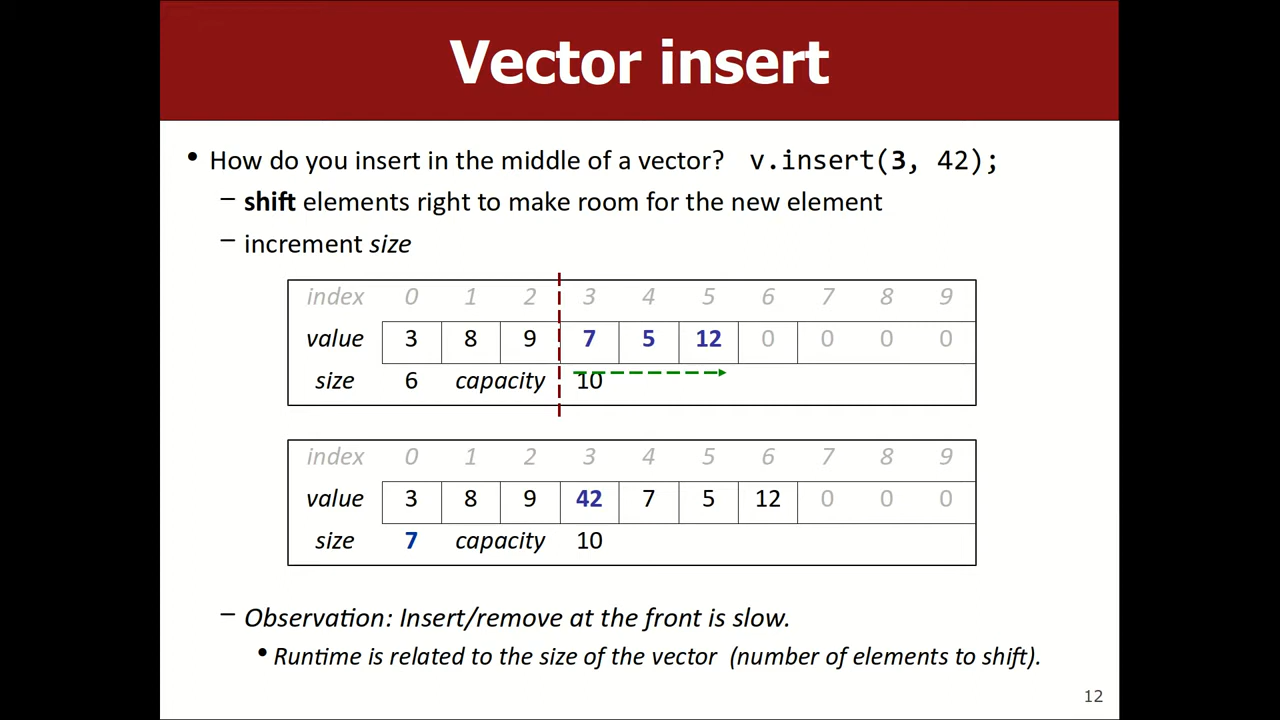 Vector insert
• How do you insert in the middle of a vector? v.insert(3, 42);
– shift elements right to make room for the new element
– increment size
index 0 1 2 3 4 5 6 7 8 9
value 3 8 9 7 5 12 0 0 0 0
size 6 capacity 10
index 0 1 2 3 4 5 6 7 8 9
value 3 8 9 42 7 5 12 0 0 0
size 7 capacity 10
– Observation: Insert/remove at the front is slow.
• Runtime is related to the size of the vector (number of elements to shift).
12